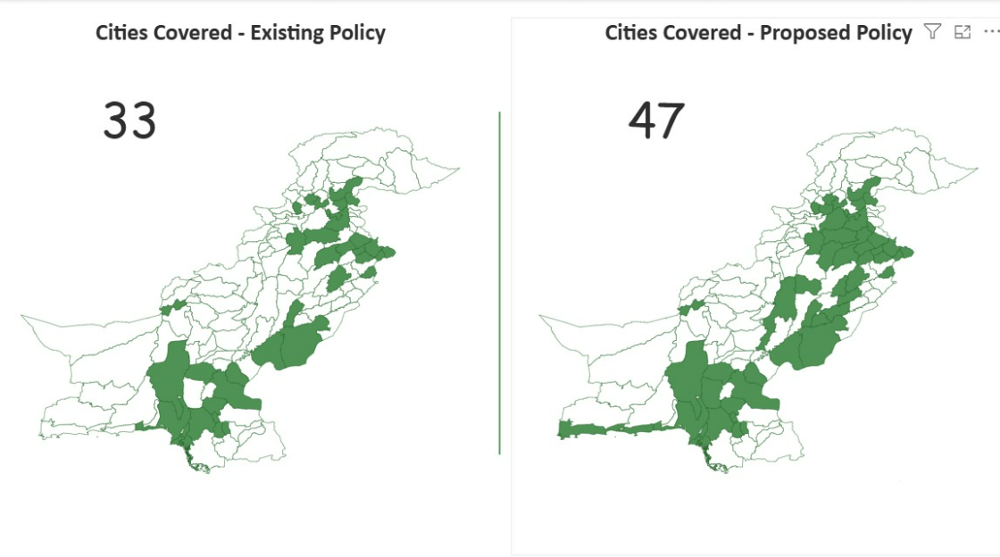 Cities Covered - Existing Policy
33
Cities Covered - Proposed Policy
47